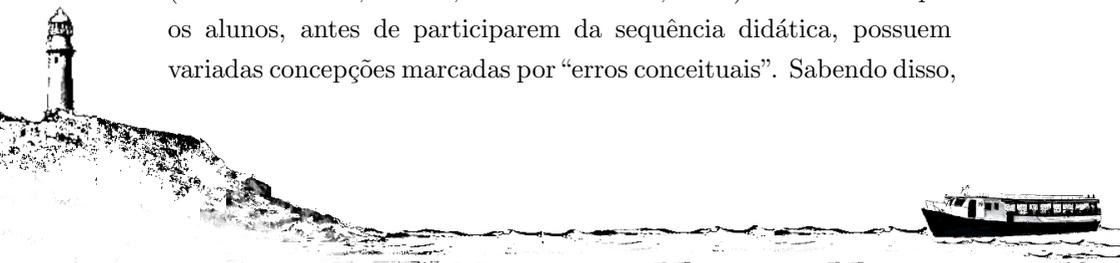 os alunos, antes de participarem da sequência didática, possuem
variadas concepções marcadas por “erros conceituais”. Sabendo disso,